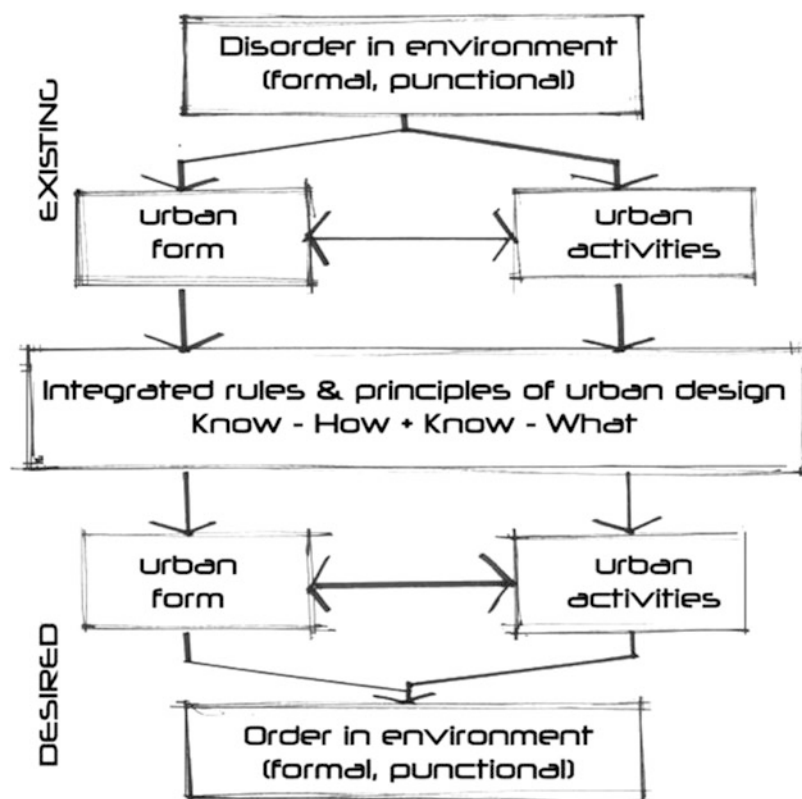 EXISTING
Disorder in environment
(formal, punctional)
urban
form
urban
activities
Integrated rules & principles of urban design
Know - How + Know - What
urban
form
urban
activities
DESIRED
Order in environment
(formal, punctional)